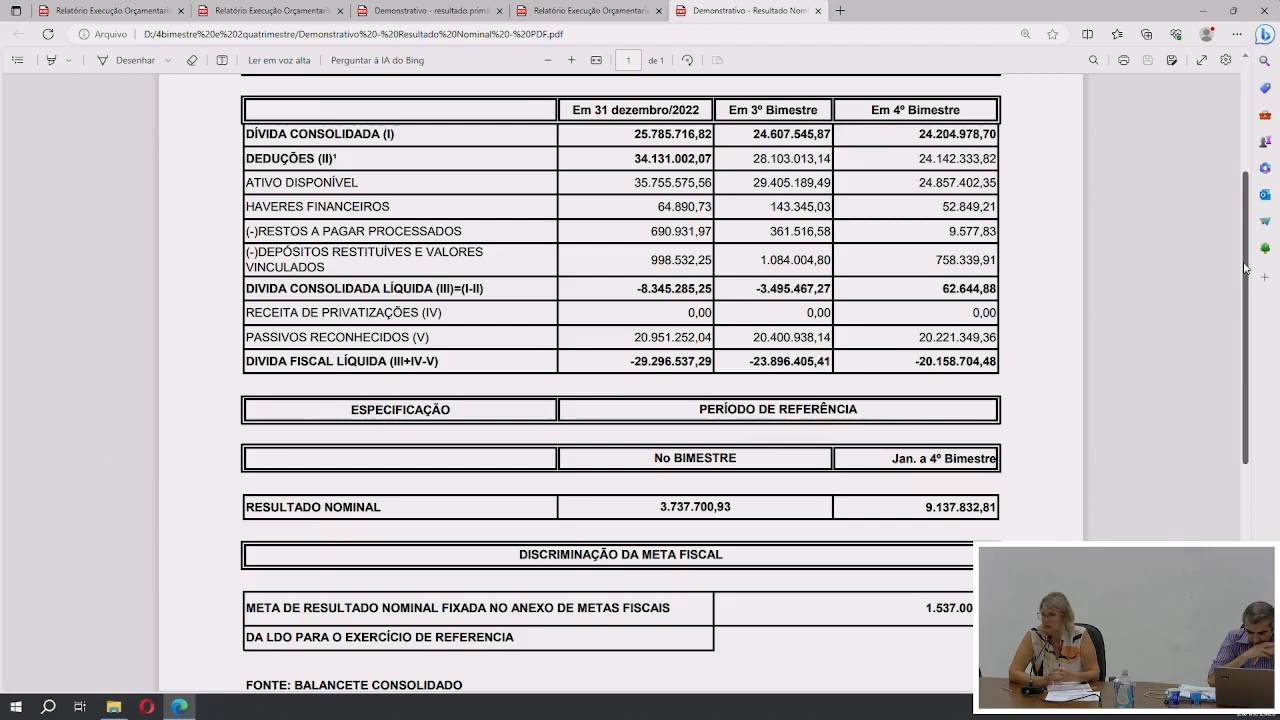 Relatório Execução Orçamentaria
Relatório Execução Orçamentaria
Demonstrativo - resultado primá
Relatório Execução Orçamentaria
Demonstrativo - Resultado Nom
Arquivo
D:/4bimestre%20e%202quatrimestre/Demonstrativo%20-%20Resultado%20Nominal%20-%20PDF.pdf
Desenhar
Ler em voz alta
Perguntar à IA do Bing
1 de 1
Em 31 dezembro/2022 Em 3º Bimestre Em 4º Bimestre
DÍVIDA CONSOLIDADA (I) 25.785.716,82 24.607.545,87 24.204.978,70
DEDUÇÕES (II)¹ 34.131.002,07 28.103.013,14 24.142.333,82
ATIVO DISPONÍVEL 35.755.575,56 29.405.189,49 24.857.402,35
HAVERES FINANCEIROS 64.890,73 143.345,03 52.849,21
(-)RESTOS A PAGAR PROCESSADOS 690.931,97 361.516,58 9.577,83
(-)DEPÓSITOS RESTITUÍVES E VALORES
VINCULADOS 998.532,25 1.084.004,80 758.339,91
DIVIDA CONSOLIDADA LÍQUIDA (III)=(I-II) -8.345.285,25 -3.495.467,27 62.644,88
RECEITA DE PRIVATIZAÇÕES (IV) 0,00 0,00 0,00
PASSIVOS RECONHECIDOS (V) 20.951.252,04 20.400.938,14 20.221.349,36
DIVIDA FISCAL LÍQUIDA (III+IV-V) -29.296.537,29 -23.896.405,41 -20.158.704,48
ESPECIFICAÇÃO PERÍODO DE REFERÊNCIA
No BIMESTRE Jan. a 4º Bimestre
RESULTADO NOMINAL 3.737.700,93 9.137.832,81
DISCRIMINAÇÃO DA META FISCAL
META DE RESULTADO NOMINAL FIXADA NO ANEXO DE METAS FISCAIS 1.537.00
DA LDO PARA O EXERCÍCIO DE REFERENCIA
FONTE: BALANCETE CONSOLIDADO